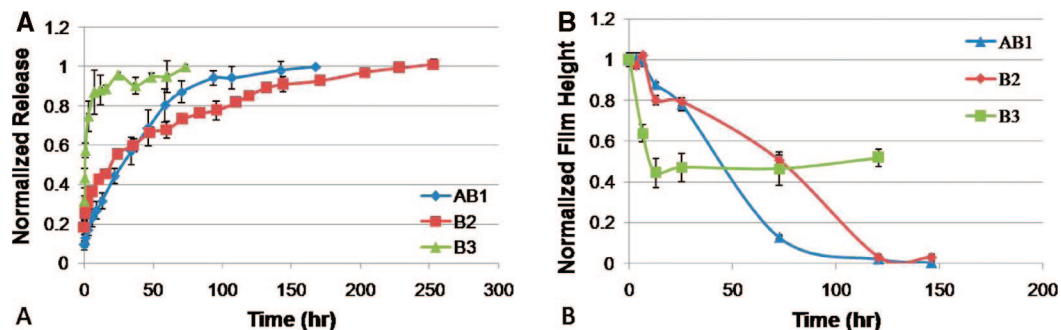 A
Normalized Release
1.2
1
0.8
0.6
0.4
0.2
0
0 50 100 150 200 250 300
Time (hr)
AB1
B2
B3
A
B
Normalized Film Height
1.2
1
0.8
0.6
0.4
0.2
0
0 50 100 150 200
Time (hr)
AB1
B2
B3
B